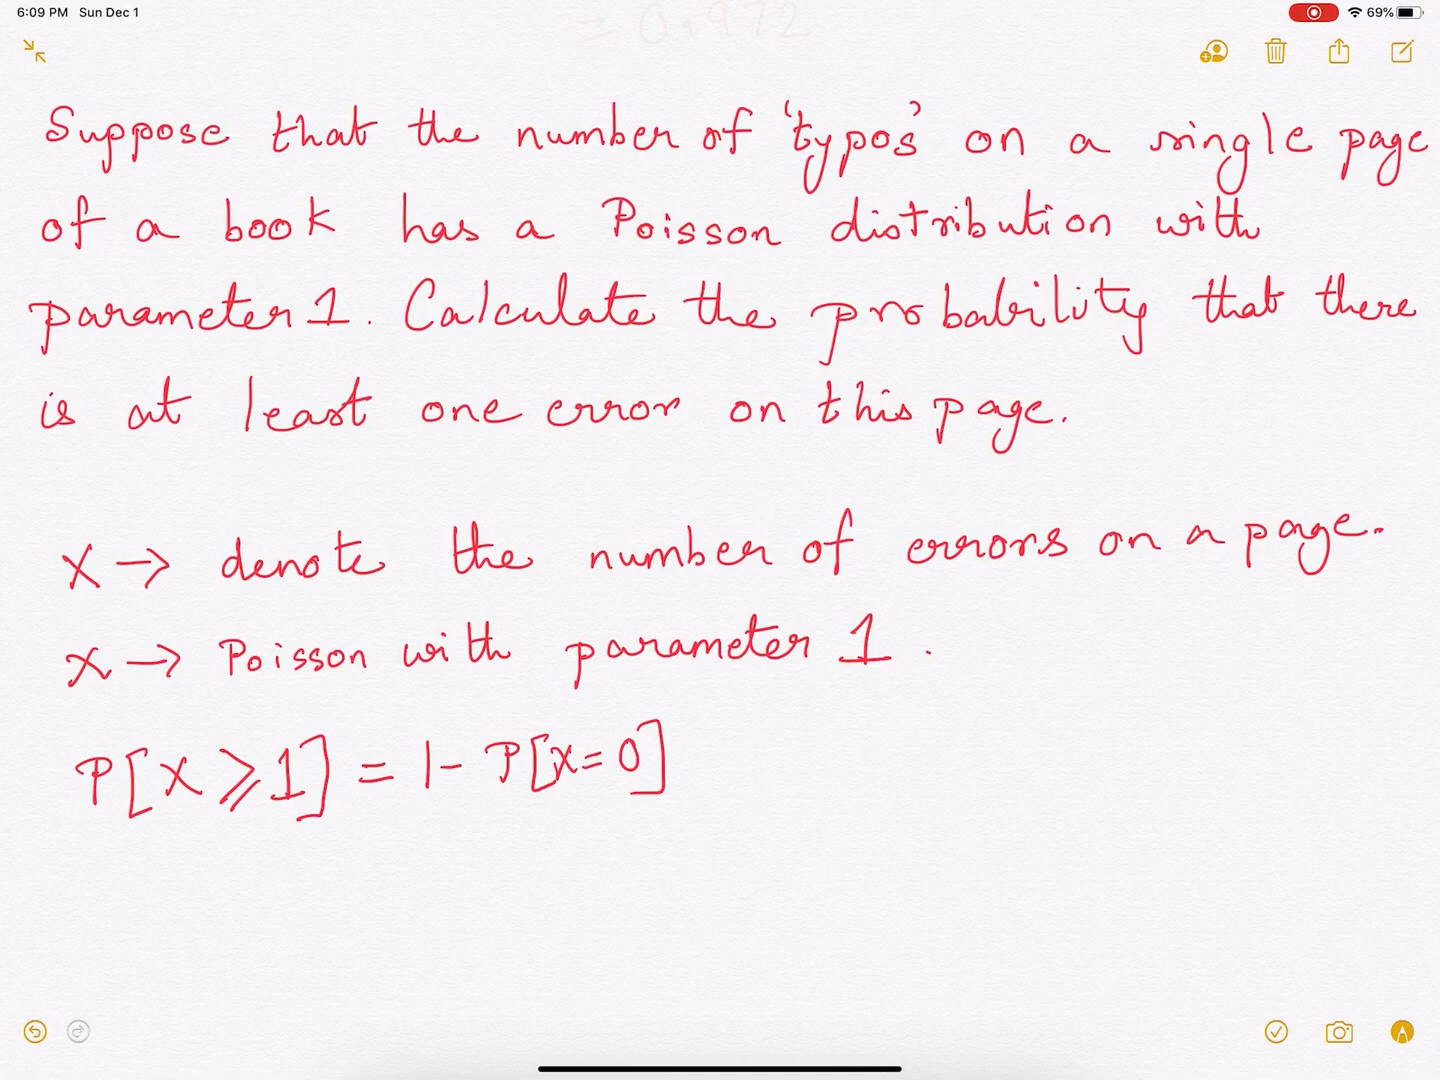 6:09 PM Sun Dec 1
69%
0.972
Suppose that the number of 'typos' on a single page
of a book has a Poisson distribution with
parameter 1. Calculate the probability that there
is at least one error on this page.
X → denote the number of errors on a page.
X → Poisson with parameter 1.
P[X ⩾ 1] = 1 - P[X = 0]